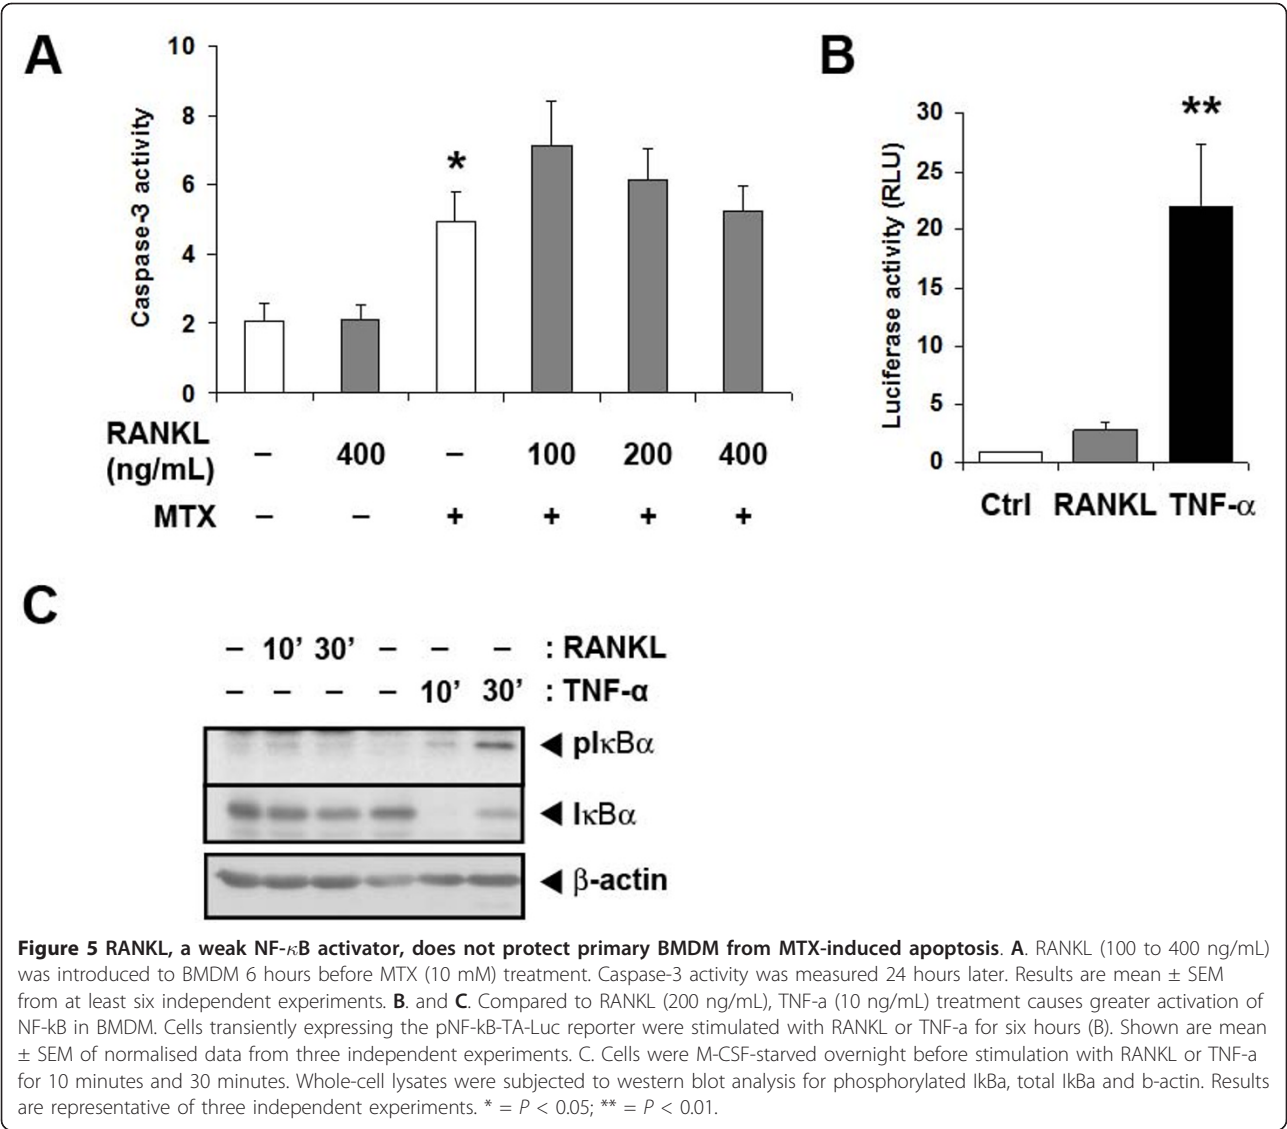 A
10
8
6
4
2
0
Caspase-3 activity
*
RANKL
(ng/mL)
– 400 – 100 200 400
MTX – – + + + +
B
30
25
20
15
10
5
0
Luciferase activity (RLU)
**
Ctrl RANKL TNF-α
C
– 10’ 30’ – – – : RANKL
– – – – 10’ 30’ : TNF-α
◄ pIκBα
◄ IκBα
◄ β-actin
Figure 5 RANKL, a weak NF-κB activator, does not protect primary BMDM from MTX-induced apoptosis. A. RANKL (100 to 400 ng/mL)
was introduced to BMDM 6 hours before MTX (10 mM) treatment. Caspase-3 activity was measured 24 hours later. Results are mean ± SEM
from at least six independent experiments. B. and C. Compared to RANKL (200 ng/mL), TNF-a (10 ng/mL) treatment causes greater activation of
NF-kB in BMDM. Cells transiently expressing the pNF-kB-TA-Luc reporter were stimulated with RANKL or TNF-a for six hours (B). Shown are mean
± SEM of normalised data from three independent experiments. C. Cells were M-CSF-starved overnight before stimulation with RANKL or TNF-a
for 10 minutes and 30 minutes. Whole-cell lysates were subjected to western blot analysis for phosphorylated IkBa, total IkBa and b-actin. Results
are representative of three independent experiments. * = P < 0.05; ** = P < 0.01.